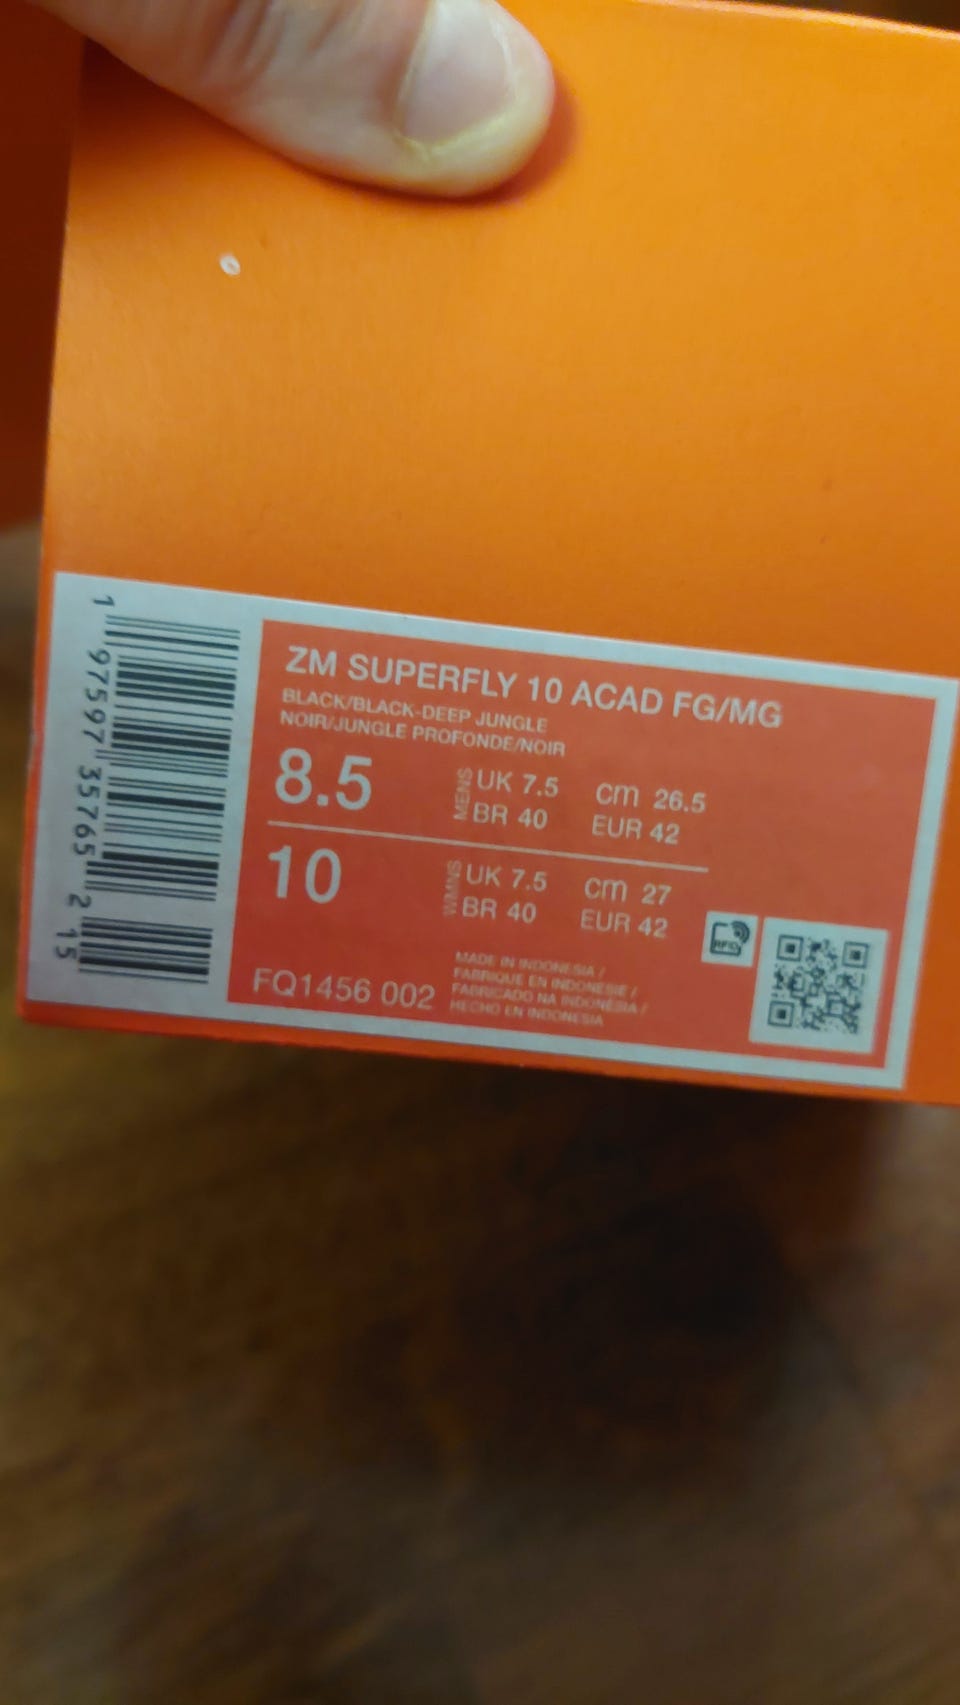 1 97597 35765 2 15
ZM SUPERFLY 10 ACAD FG/MG
BLACK/BLACK-DEEP JUNGLE
NOIR/JUNGLE PROFONDE/NOIR
8.5 MENS UK 7.5 cm 26.5
BR 40 EUR 42
10 WMNS UK 7.5 cm 27
BR 40 EUR 42
FQ1456 002
MADE IN INDONESIA /
FABRIQUE EN INDONESIE /
FABRICADO NA INDONÉSIA /
HECHO EN INDONESIA
RFID